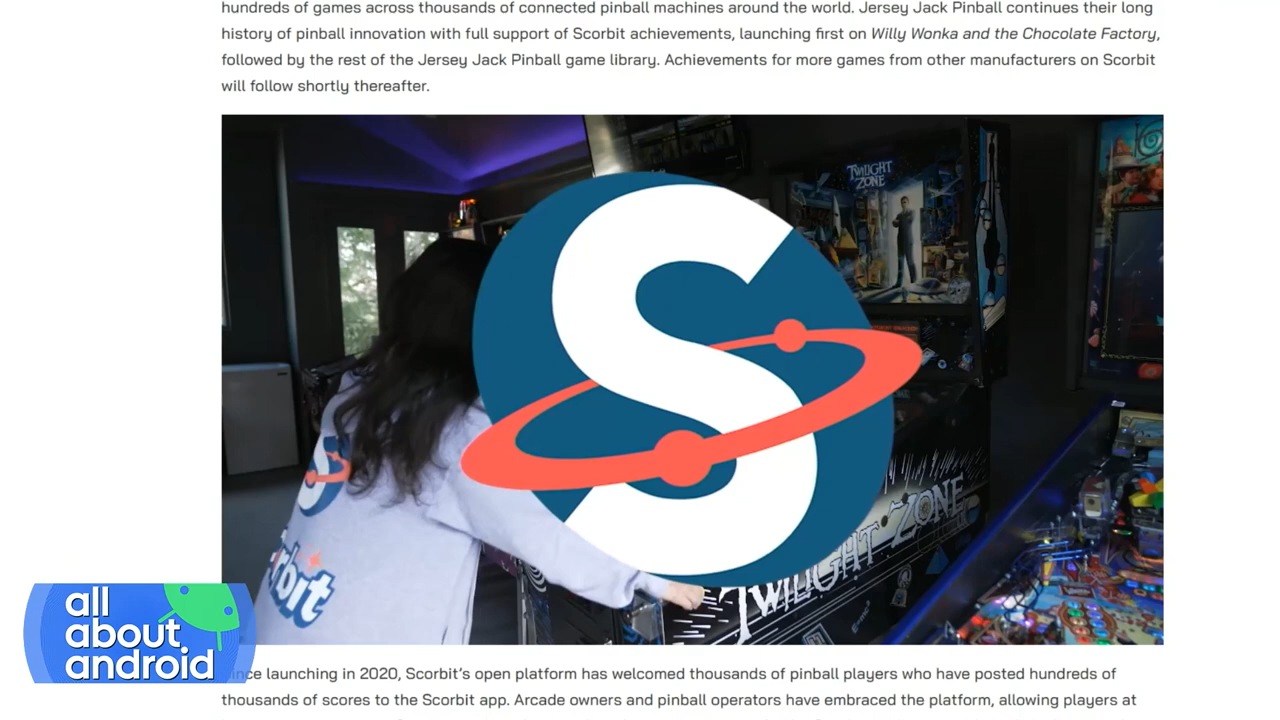 hundreds of games across thousands of connected pinball machines around the world. Jersey Jack Pinball continues their long
history of pinball innovation with full support of Scorbit achievements, launching first on Willy Wonka and the Chocolate Factory,
followed by the rest of the Jersey Jack Pinball game library. Achievements for more games from other manufacturers on Scorbit
will follow shortly thereafter.
TWILIGHT
ZONE
S
S
rbit
TWILIGHT ZONE
all
about
android
nce launching in 2020, Scorbit’s open platform has welcomed thousands of pinball players who have posted hundreds of
thousands of scores to the Scorbit app. Arcade owners and pinball operators have embraced the platform, allowing players at